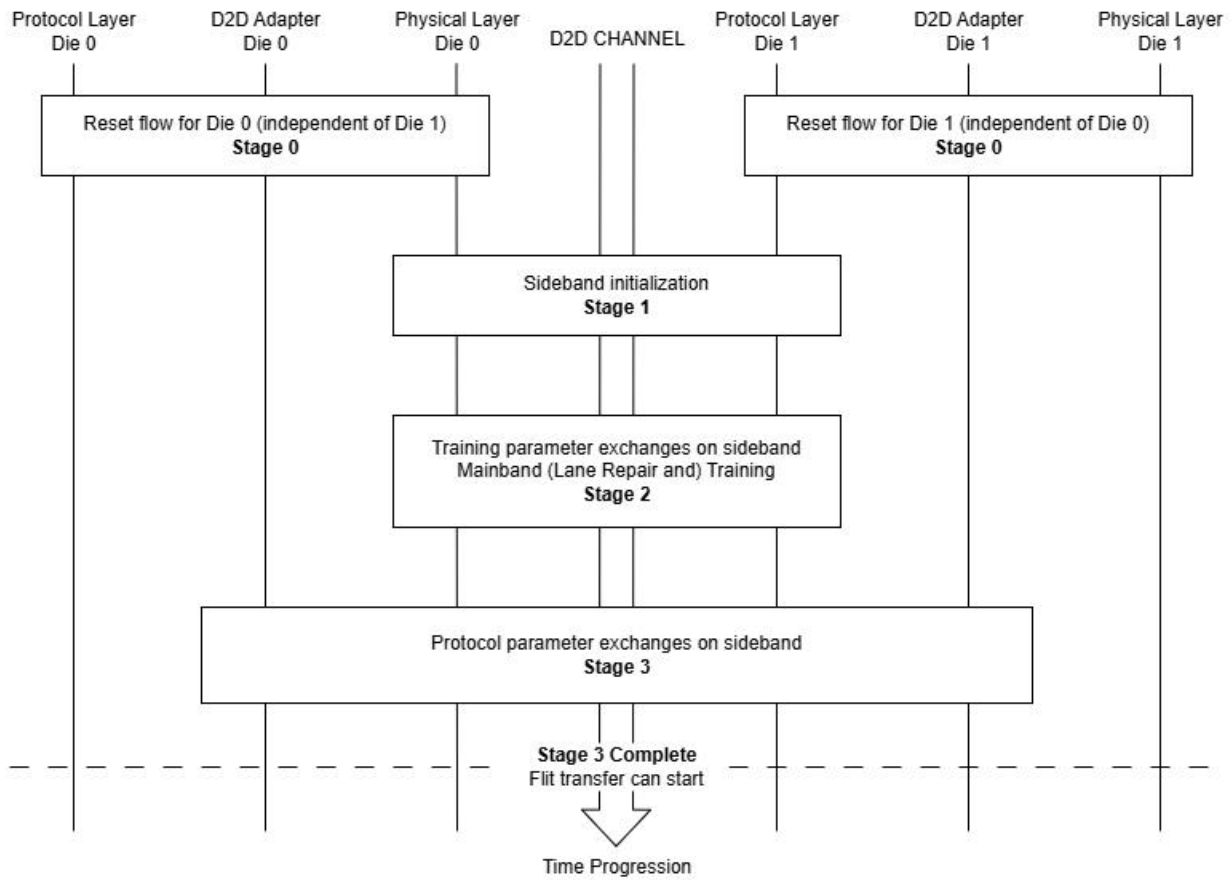 Protocol Layer
Die 0
D2D Adapter
Die 0
Physical Layer
Die 0
D2D CHANNEL
Protocol Layer
Die 1
D2D Adapter
Die 1
Physical Layer
Die 1
Reset flow for Die 0 (independent of Die 1)
Stage 0
Reset flow for Die 1 (independent of Die 0)
Stage 0
Sideband initialization
Stage 1
Training parameter exchanges on sideband
Mainband (Lane Repair and) Training
Stage 2
Protocol parameter exchanges on sideband
Stage 3
Stage 3 Complete
Flit transfer can start
Time Progression